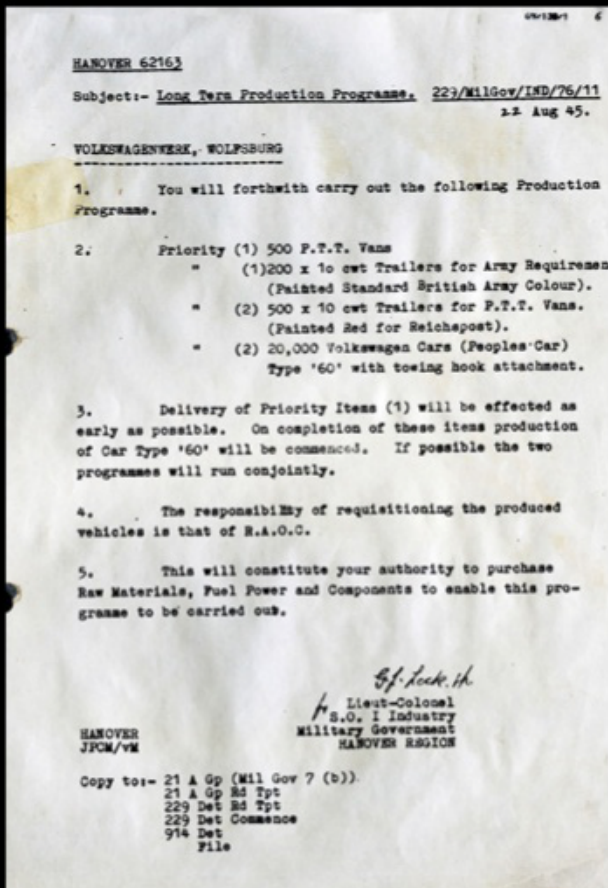 HANOVER 62163
Subject:- Long Term Production Programme. 229/MilGov/IND/76/11
22 Aug 45.
VOLKSWAGENWERK, WOLFSBURG
1. You will forthwith carry out the following Production
Programme.
2. Priority (1) 500 P.T.T. Vans
" (1)200 x 10 cwt Trailers for Army Requiremen
(Painted Standard British Army Colour).
" (2) 500 x 10 cwt Trailers for P.T.T. Vans.
(Painted Red for Reichspost).
" (2) 20,000 Volkswagen Cars (Peoples Car)
Type '60' with towing hook attachment.
3. Delivery of Priority Items (1) will be effected as
early as possible. On completion of these items production
of Car Type '60' will be commenced. If possible the two
programmes will run conjointly.
4. The responsibility of requisitioning the produced
vehicles is that of R.A.O.C.
5. This will constitute your authority to purchase
Raw Materials, Fuel Power and Components to enable this pro-
gramme to be carried out.
Lieut-Colonel
S.O. I Industry
Military Government
HANOVER REGION
HANOVER
JPCM/vM
Copy to:- 21 A Gp (Mil Gov 7 (b))
21 A Gp Rd Tpt
229 Det Rd Tpt
229 Det Commence
914 Det
File